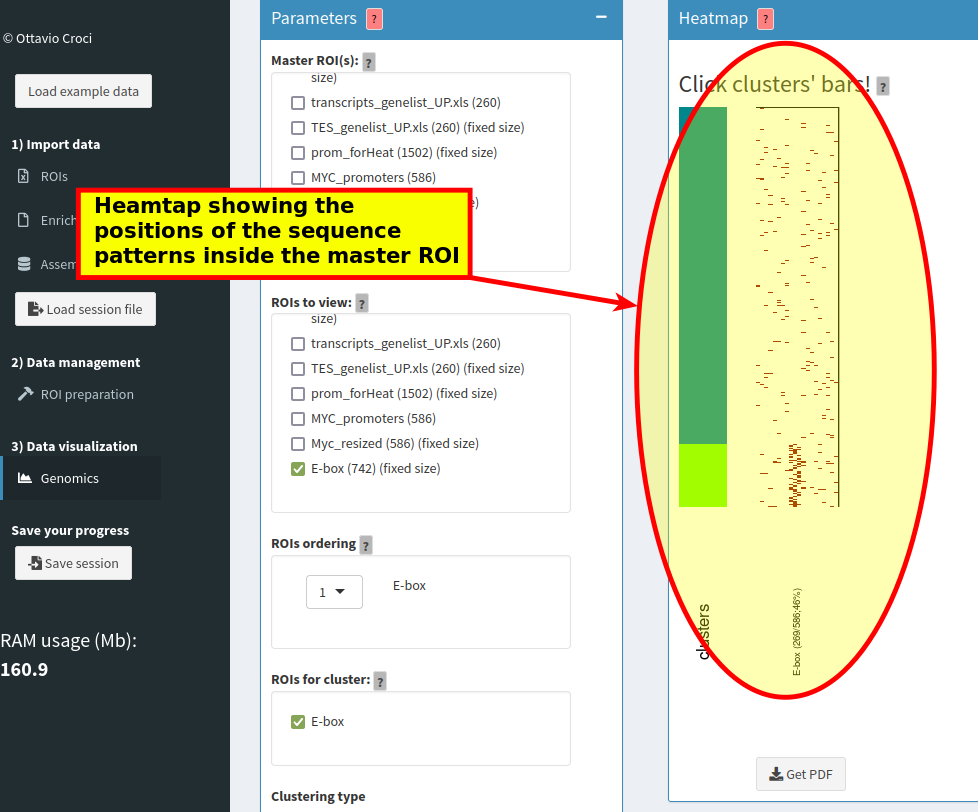 © Ottavio Croci
Load example data
1) Import data
ROIs
Enrich
Assem
Load session file
2) Data management
ROI preparation
3) Data visualization
Genomics
Save your progress
Save session
RAM usage (Mb):
160.9
Parameters ?
Master ROI(s): ?
size)
transcripts_genelist_UP.xls (260)
TES_genelist_UP.xls (260) (fixed size)
prom_forHeat (1502) (fixed size)
MYC_promoters (586)
e)
Heamtap showing the
positions of the sequence
patterns inside the master ROI
ROIs to view: ?
size)
transcripts_genelist_UP.xls (260)
TES_genelist_UP.xls (260) (fixed size)
prom_forHeat (1502) (fixed size)
MYC_promoters (586)
Myc_resized (586) (fixed size)
E-box (742) (fixed size)
ROIs ordering ?
1 E-box
ROIs for cluster: ?
E-box
Clustering type
Heatmap ?
Click clusters' bars! ?
clusters
E-box (269/586;46%)
Get PDF